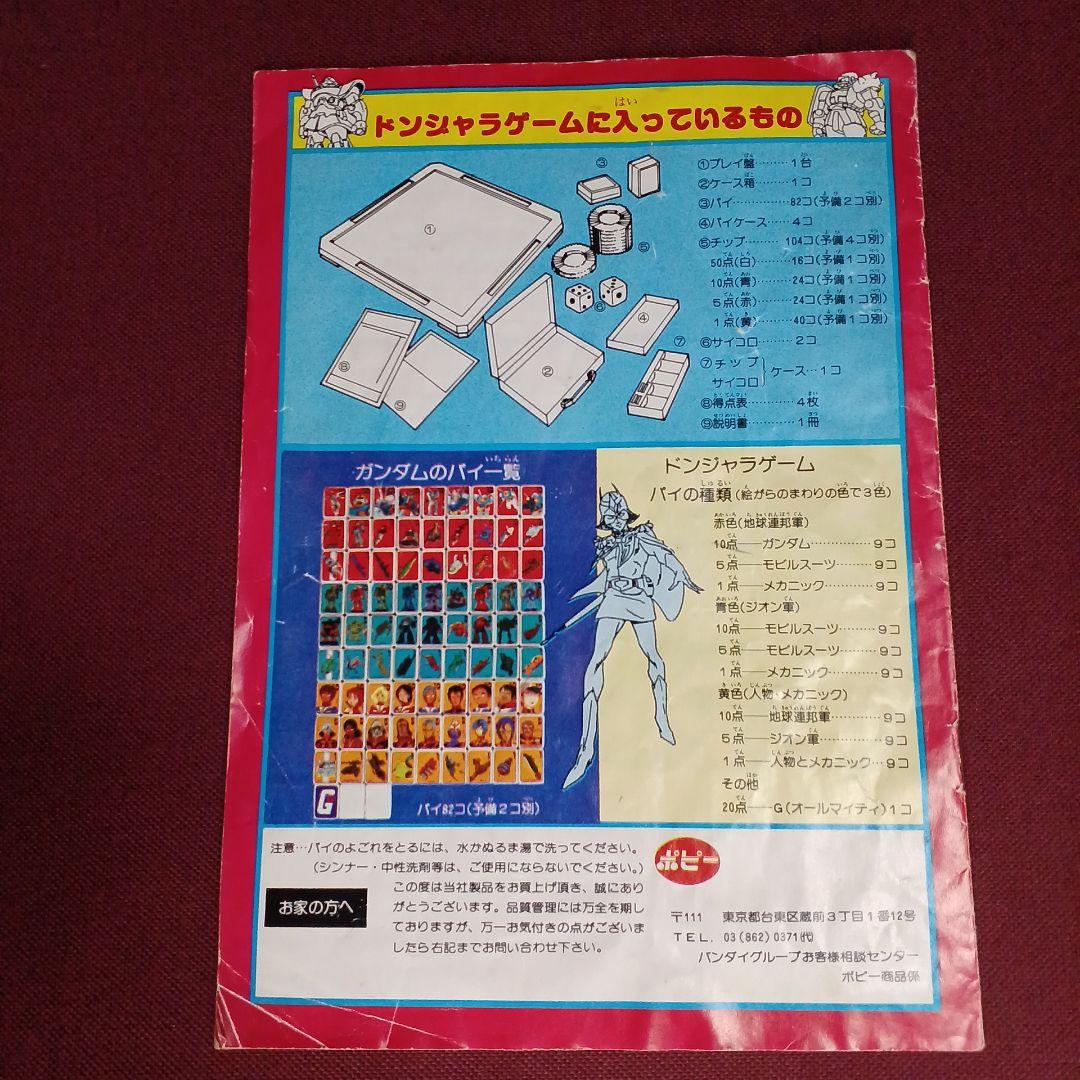 ドンジャラゲームに入っているもの
はい
①プレイ盤………1台
②ケース箱………1コ
③パイ……………82コ(予備2コ別)
④パイケース……4コ
⑤チップ………104コ(予備4コ別)
50点(白)………16コ(予備1コ別)
10点(青)………24コ(予備1コ別)
5点(赤)………24コ(予備1コ別)
1点(黄)………40コ(予備1コ別)
⑥サイコロ………2コ
⑦チップ
サイコロ
ケース…1コ
⑧得点表…………4枚
⑨説明書…………1冊
① ② ③ ④ ⑤ ⑥ ⑦ ⑧ ⑨
ガンダムのパイ一覧
いちらん
G
パイ82コ(予備2コ別)
ドンジャラゲーム
パイの種類(絵がらのまわりの色で3色)
赤色(地球連邦軍)
10点──ガンダム…………9コ
5点──モビルスーツ………9コ
1点──メカニック…………9コ
青色(ジオン軍)
10点──モビルスーツ………9コ
5点──モビルスーツ………9コ
1点──メカニック…………9コ
黄色(人物・メカニック)
10点──地球連邦軍…………9コ
5点──ジオン軍……………9コ
1点──人物とメカニック…9コ
その他
20点──G(オールマイティ)1コ
注意…パイのよごれをとるには、水かぬるま湯で洗ってください。
(シンナー・中性洗剤等は、ご使用にならないでください。)
お家の方へ
この度は当社製品をお買上げ頂き、誠にあり
がとうございます。品質管理には万全を期し
ておりますが、万一お気付きの点がございま
したら右記までお問い合わせ下さい。
ポピー
〒111 東京都台東区蔵前3丁目1番12号
TEL. 03(862)0371(代)
バンダイグループお客様相談センター
ポピー商品係